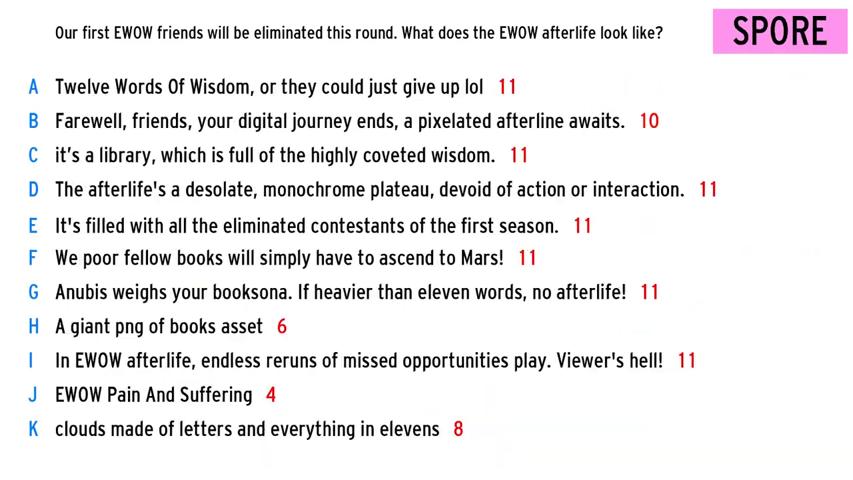 Our first EWOW friends will be eliminated this round. What does the EWOW afterlife look like?
SPORE
A Twelve Words Of Wisdom, or they could just give up lol 11
B Farewell, friends, your digital journey ends, a pixelated afterline awaits. 10
C it's a library, which is full of the highly coveted wisdom. 11
D The afterlife's a desolate, monochrome plateau, devoid of action or interaction. 11
E It's filled with all the eliminated contestants of the first season. 11
F We poor fellow books will simply have to ascend to Mars! 11
G Anubis weighs your booksona. If heavier than eleven words, no afterlife! 11
H A giant png of books asset 6
I In EWOW afterlife, endless reruns of missed opportunities play. Viewer's hell! 11
J EWOW Pain And Suffering 4
K clouds made of letters and everything in elevens 8